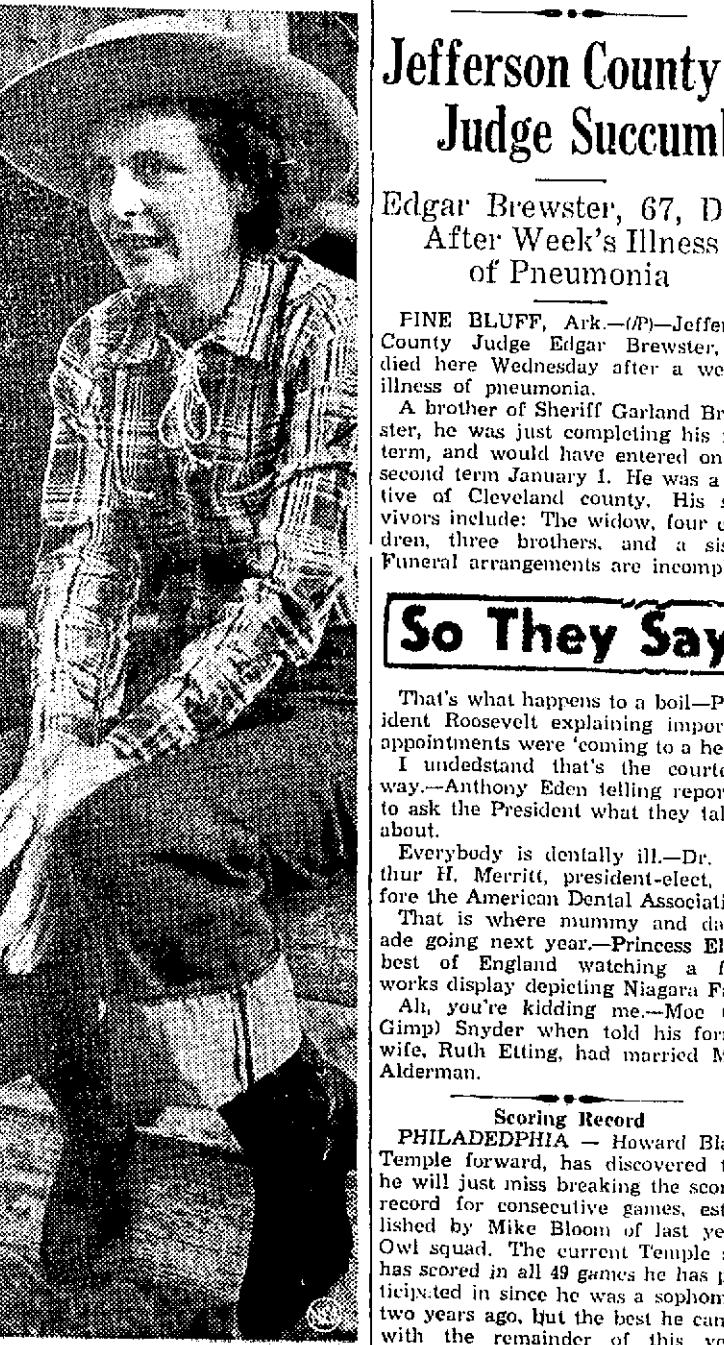 Jefferson County
Judge Succum
Edgar Brewster, 67, D
After Week's Illness
of Pneumonia
FINE BLUFF, Ark.—(AP)—Jeffer
County Judge Edgar Brewster,
died here Wednesday after a we
illness of pneumonia.
A brother of Sheriff Garland Br
ster, he was just completing his
term, and would have entered on
second term January 1. He was a
tive of Cleveland county. His s
vivors include: The widow, four c
dren, three brothers, and a sis
Funeral arrangements are incomp
So They Say
That's what happens to a boil—P
ident Roosevelt explaining impor
appointments were 'coming to a he
I undedstand that's the courte
way.—Anthony Eden telling repor
to ask the President what they tal
about.
Everybody is dentally ill.—Dr.
thur H. Merritt, president-elect,
fore the American Dental Associati
That is where mummy and da
ade going next year.—Princess El
best of England watching a f
works display depicting Niagara F
Ah, you're kidding me.—Moe
Gimp) Snyder when told his for
wife, Ruth Etting, had married M
Alderman.
Scoring Record
PHILADEDPHIA — Howard Bla
Temple forward, has discovered t
he will just miss breaking the scor
record for consecutive games, est
lished by Mike Bloom of last ye
Owl squad. The current Temple s
has scored in all 49 games he has p
ticipated in since he was a sophom
two years ago, but the best he can
with the remainder of this ye